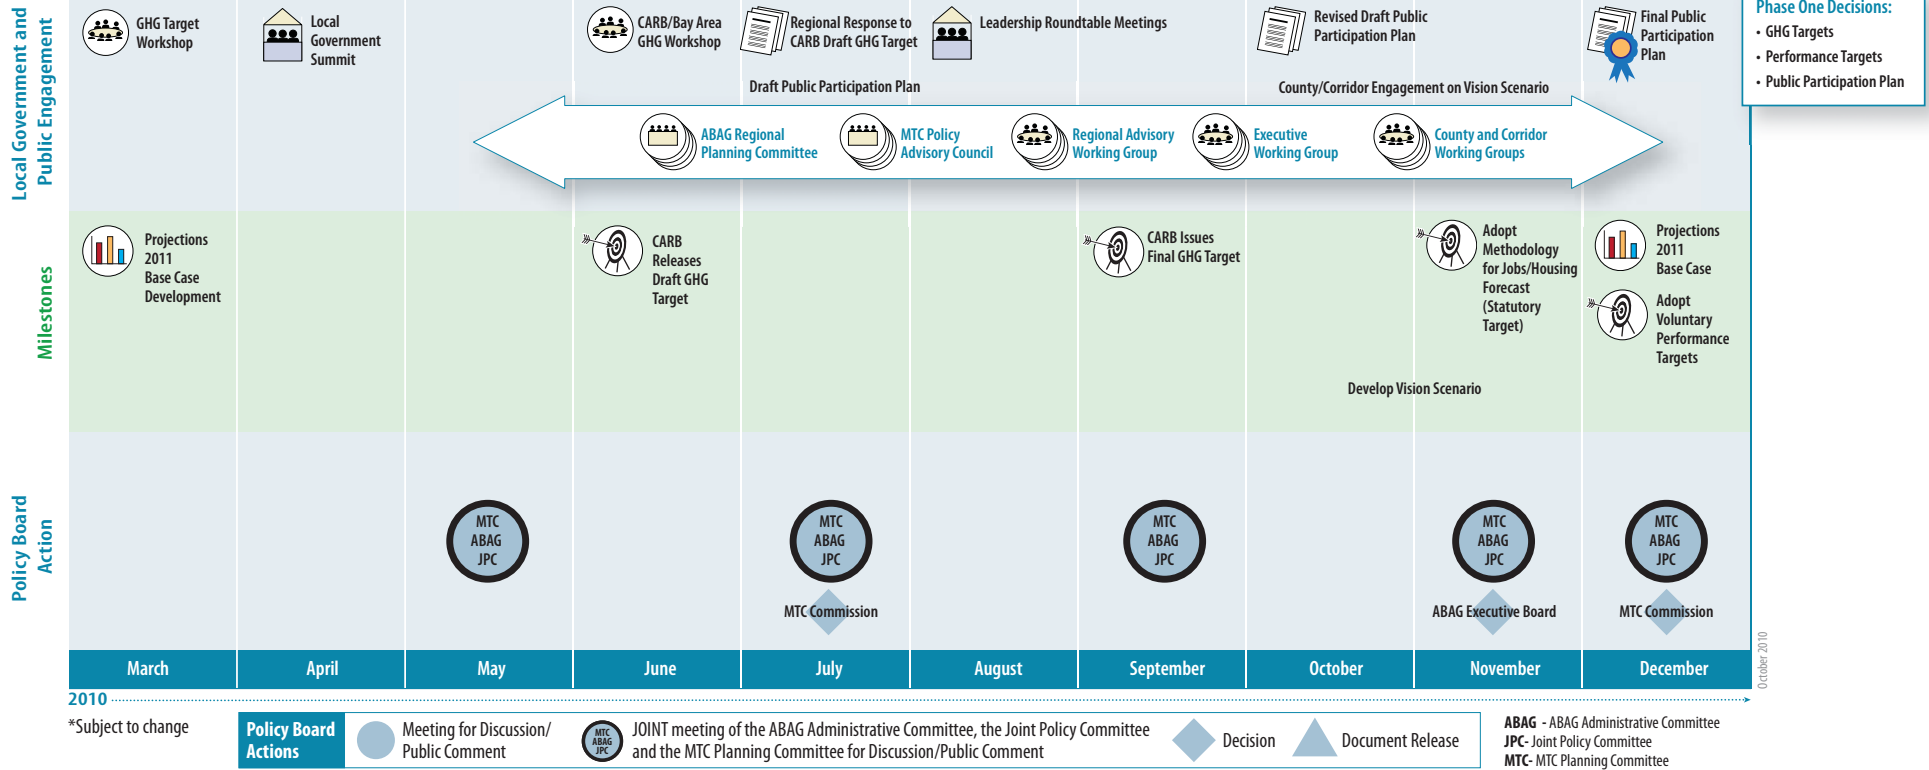 Local Government and
Public Engagement
GHG Target
Workshop
Local
Government
Summit
CARB/Bay Area
GHG Workshop
Regional Response to
CARB Draft GHG Target
Leadership Roundtable Meetings
Revised Draft Public
Participation Plan
Final Public
Participation
Plan
Phase One Decisions:
• GHG Targets
• Performance Targets
• Public Participation Plan
Draft Public Participation Plan
County/Corridor Engagement on Vision Scenario
ABAG Regional
Planning Committee
MTC Policy
Advisory Council
Regional Advisory
Working Group
Executive
Working Group
County and Corridor
Working Groups
Milestones
Projections
2011
Base Case
Development
CARB
Releases
Draft GHG
Target
CARB Issues
Final GHG Target
Adopt
Methodology
for Jobs/Housing
Forecast
(Statutory
Target)
Projections
2011
Base Case
Adopt
Voluntary
Performance
Targets
Develop Vision Scenario
Policy Board
Action
MTC
ABAG
JPC
MTC
ABAG
JPC
MTC
ABAG
JPC
MTC
ABAG
JPC
MTC
ABAG
JPC
MTC Commission
ABAG Executive Board
MTC Commission
March
April
May
June
July
August
September
October
November
December
October 2010
2010
*Subject to change
Policy Board
Actions
Meeting for Discussion/
Public Comment
MTC
ABAG
JPC
JOINT meeting of the ABAG Administrative Committee, the Joint Policy Committee
and the MTC Planning Committee for Discussion/Public Comment
Decision
Document Release
ABAG - ABAG Administrative Committee
JPC- Joint Policy Committee
MTC- MTC Planning Committee